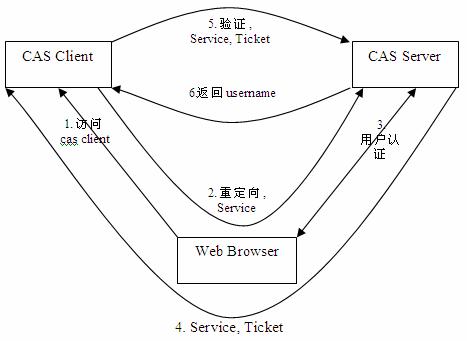 5. 验证,
Service, Ticket
CAS Client
CAS Server
6返回 username
1. 访问
cas client
3.
用户认
证
2. 重定向,
Service
Web Browser
4. Service, Ticket